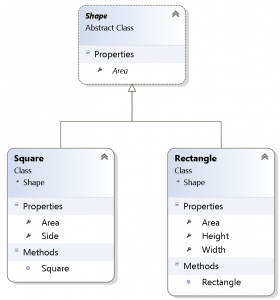 Shape
Abstract Class
Properties
Area
Square
Class
Shape
Properties
Area
Side
Methods
Square
Rectangle
Class
Shape
Properties
Area
Height
Width
Methods
Rectangle